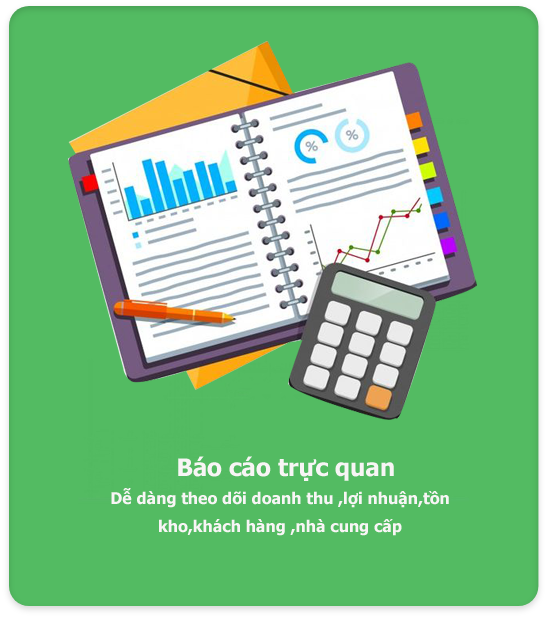 %
%
Báo cáo trực quan
Dễ dàng theo dõi doanh thu ,lợi nhuận,tồn
kho,khách hàng ,nhà cung cấp